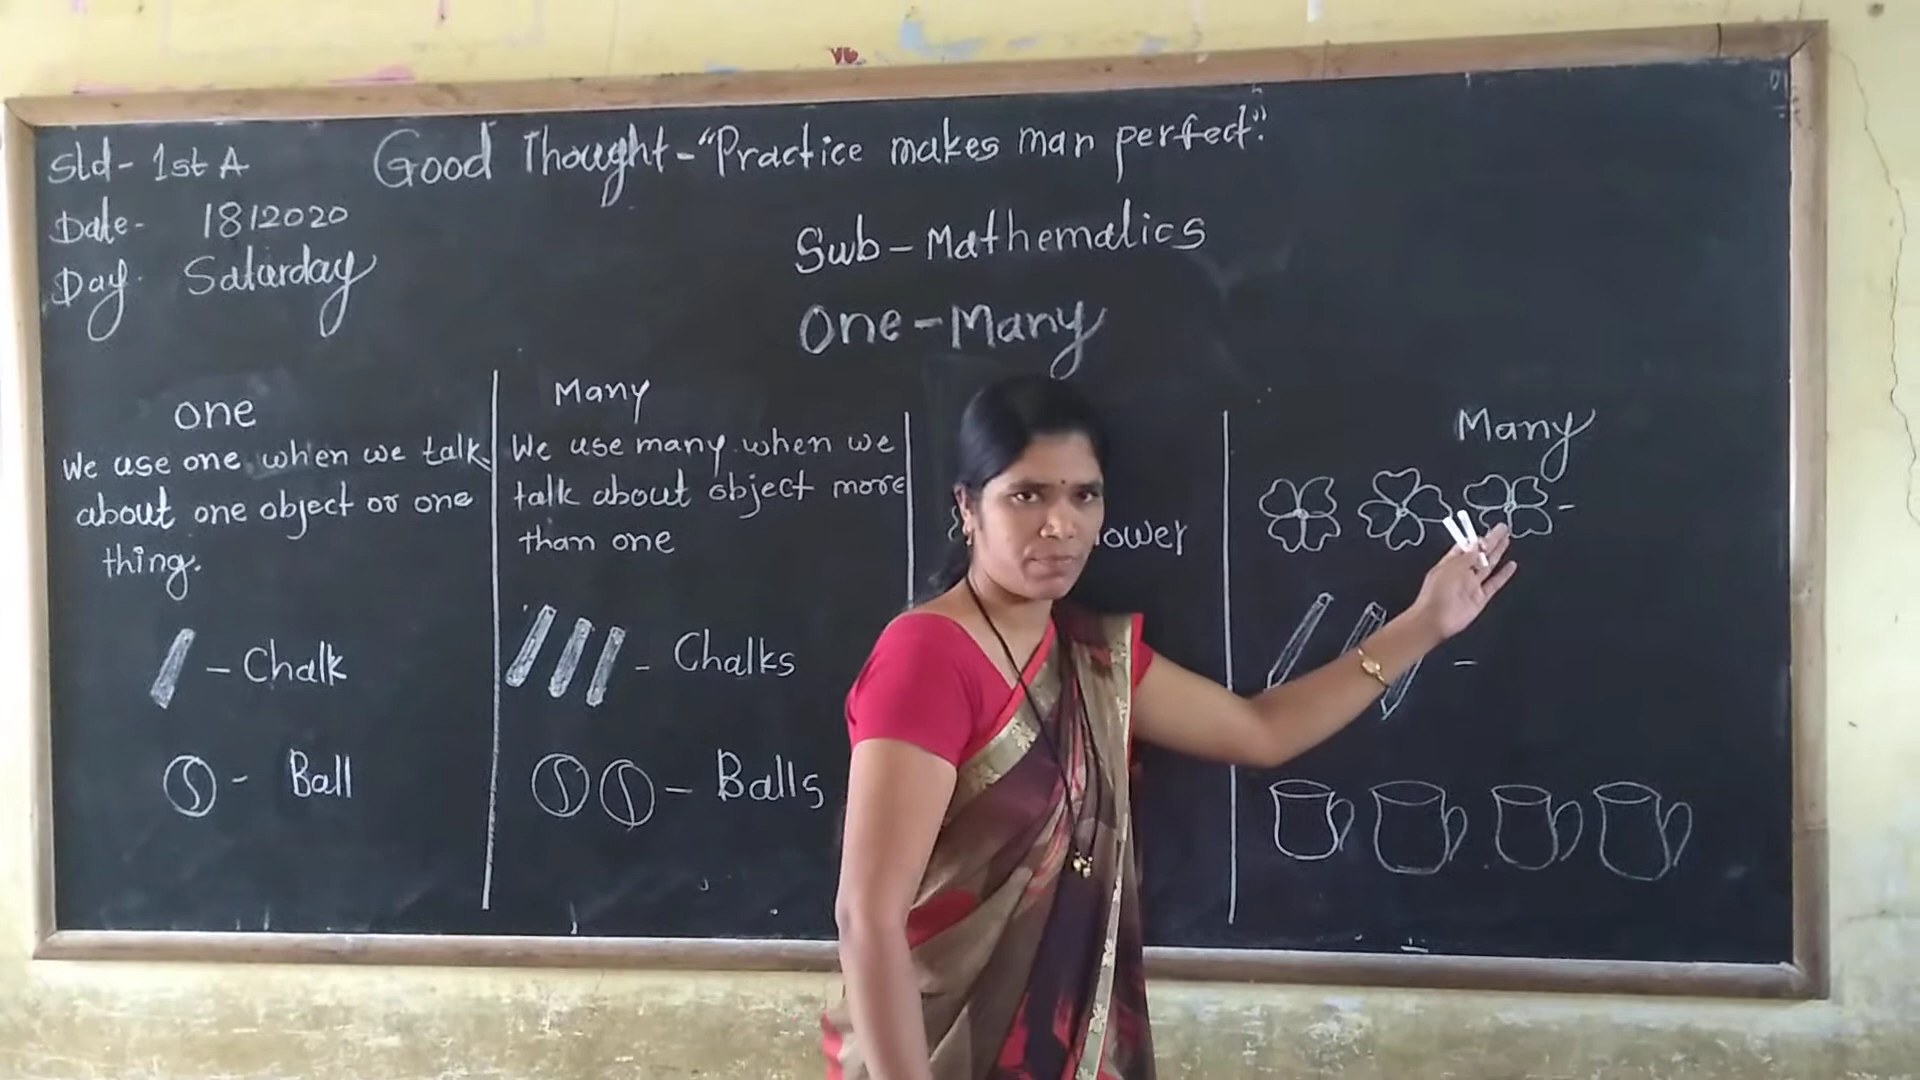 Sld- 1st A
Date- 1812020
Day. Saturday
Good Thought-"Practice makes man perfect".
Sub-Mathematics
One-Many
one
We use one when we talk
about one object or one
thing.
- Chalk
- Ball
Many
We use many when we
talk about object more
than one
- Chalks
- Balls
Many
-
-